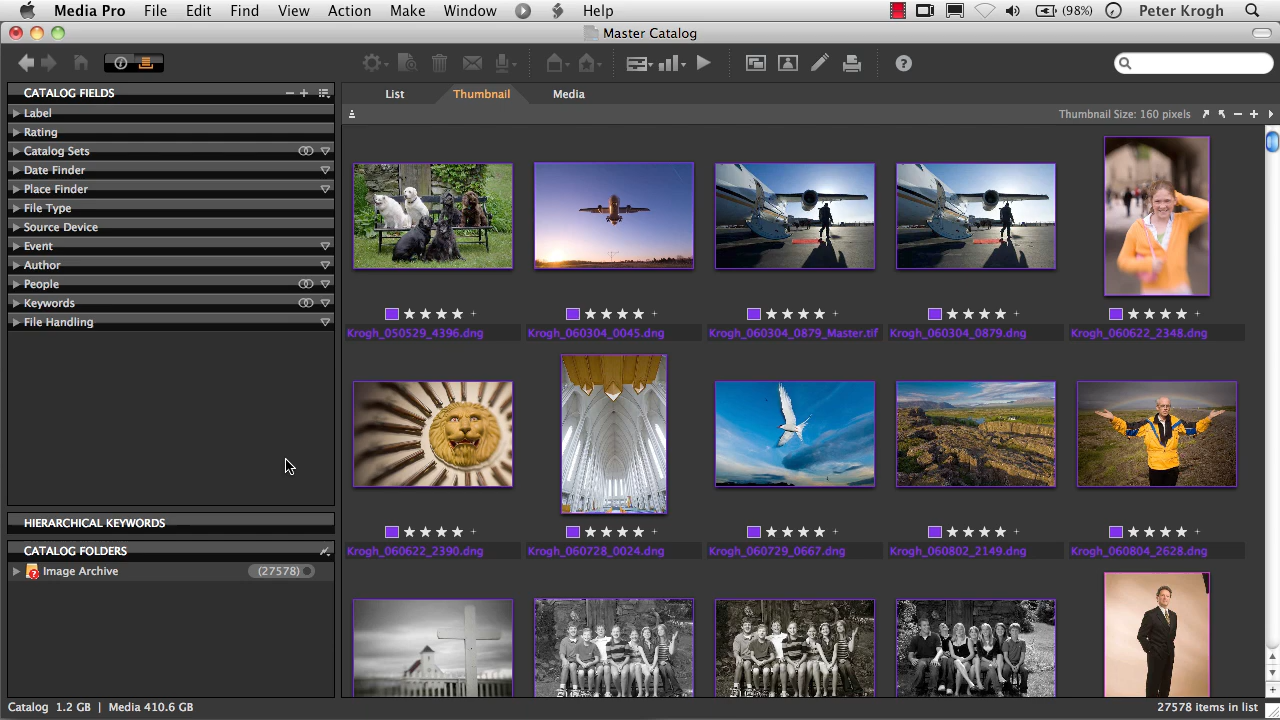 Media Pro File Edit Find View Action Make Window Help (98%) Peter Krogh
Master Catalog
CATALOG FIELDS
Label
Rating
Catalog Sets
Date Finder
Place Finder
File Type
Source Device
Event
Author
People
Keywords
File Handling
HIERARCHICAL KEYWORDS
CATALOG FOLDERS
Image Archive (27578)
List Thumbnail Media
Thumbnail Size: 160 pixels
Krogh_050529_4396.dng Krogh_060304_0045.dng Krogh_060304_0879_Master.tif Krogh_060304_0879.dng Krogh_060622_2348.dng
Krogh_060622_2390.dng Krogh_060728_0024.dng Krogh_060729_0667.dng Krogh_060802_2149.dng Krogh_060804_2628.dng
Catalog 1.2 GB | Media 410.6 GB
27578 items in list